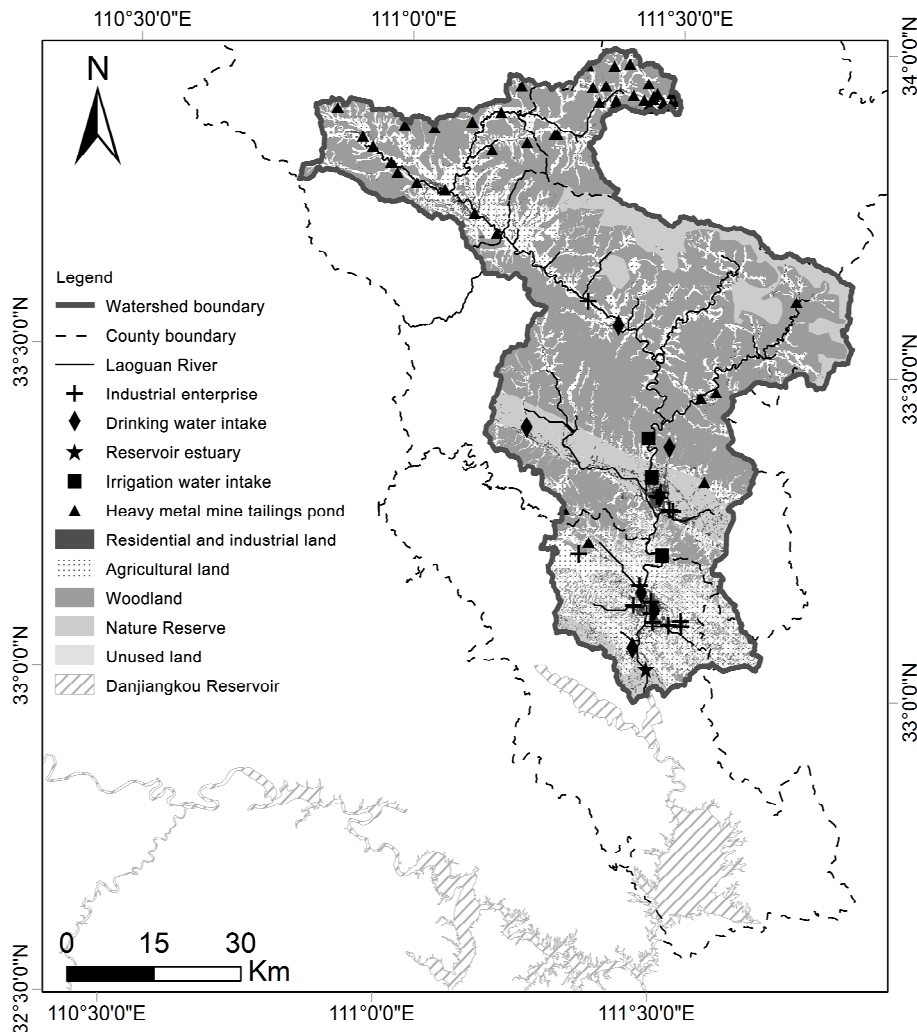 110°30'0"E 111°0'0"E 111°30'0"E
34°0'0"N
N
Legend
Watershed boundary
County boundary
Laoguan River
Industrial enterprise
Drinking water intake
Reservoir estuary
Irrigation water intake
Heavy metal mine tailings pond
Residential and industrial land
Agricultural land
Woodland
Nature Reserve
Unused land
Danjiangkou Reservoir
33°30'0"N
33°30'0"N
33°0'0"N
33°0'0"N
0 15 30
Km
32°30'0"N
110°30'0"E 111°0'0"E 111°30'0"E